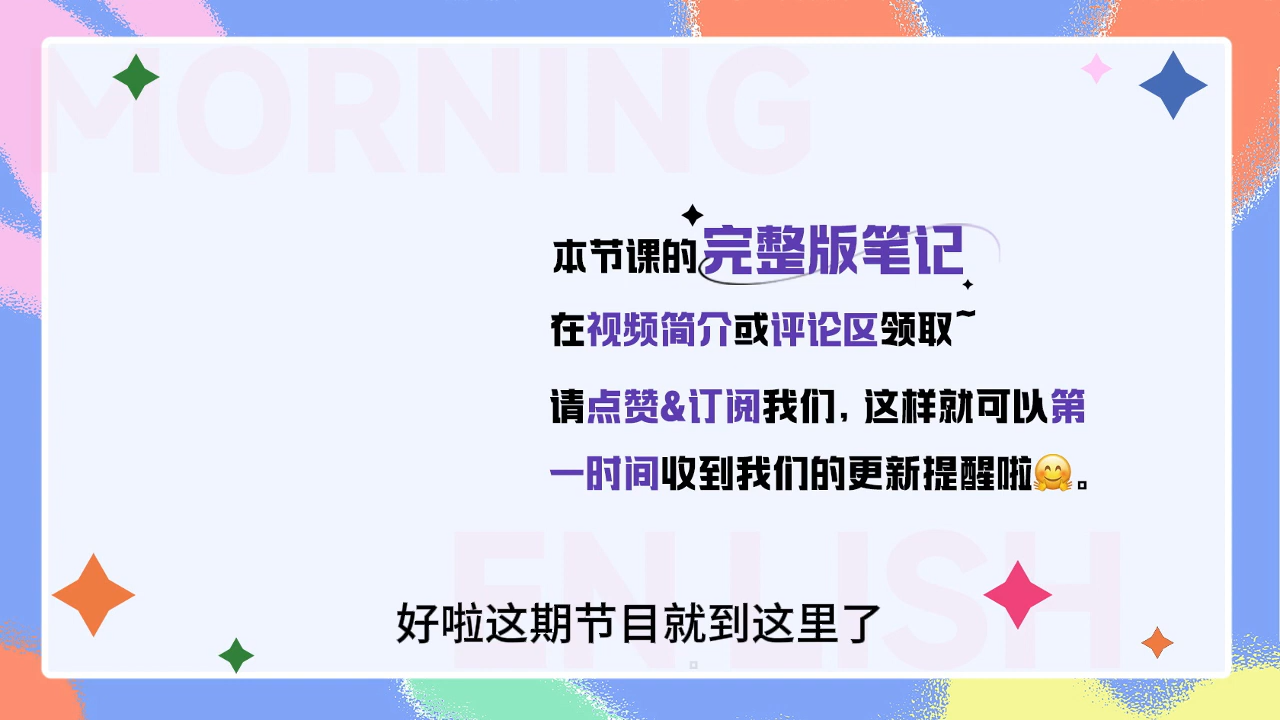 MORNING
本节课的完整版笔记
在视频简介或评论区领取~
请点赞&订阅我们，这样就可以第
一时间收到我们的更新提醒啦🤗。
EN LISH
好啦这期节目就到这里了